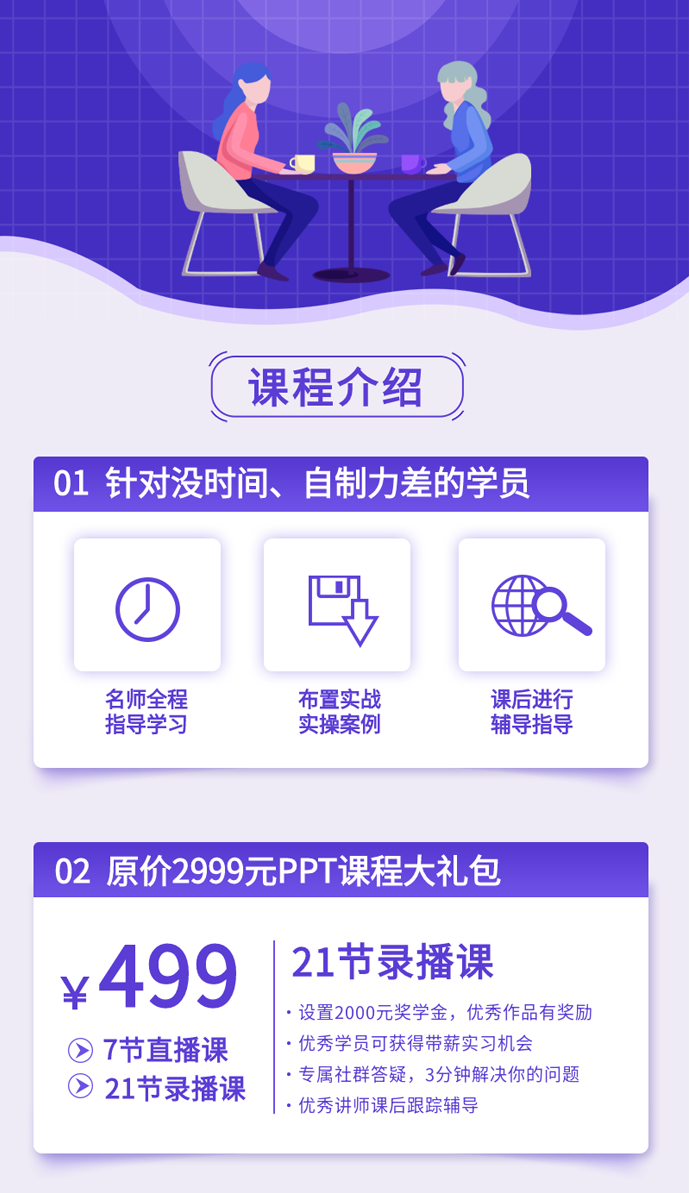 课程介绍
01 针对没时间、自制力差的学员
名师全程
指导学习
布置实战
实操案例
课后进行
辅导指导
02 原价2999元PPT课程大礼包
¥499
7节直播课
21节录播课
21节录播课
·设置2000元奖学金，优秀作品有奖励
·优秀学员可获得带薪实习机会
·专属社群答疑，3分钟解决你的问题
·优秀讲师课后跟踪辅导